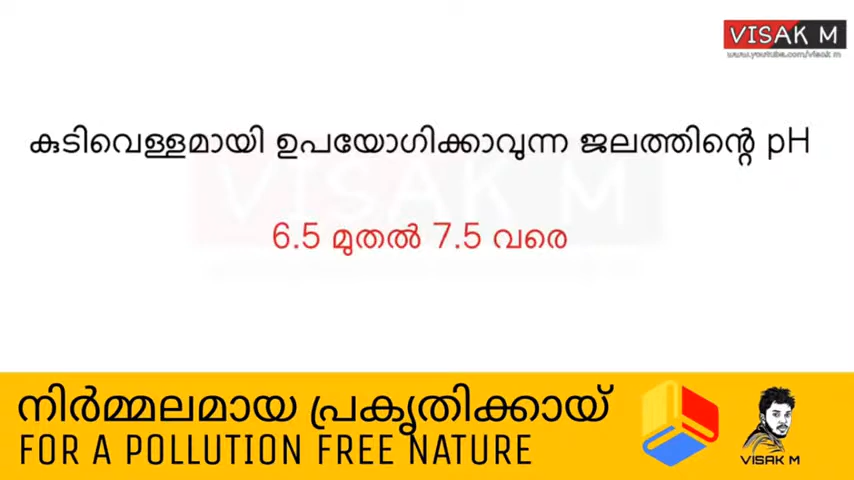 VISAK M
www.youtube.com/visak m
കുടിവെള്ളമായി ഉപയോഗിക്കാവുന്ന ജലത്തിന്റെ pH
VISAK M
6.5 മുതൽ 7.5 വരെ
നിർമ്മലമായ പ്രകൃതിക്കായ്
FOR A POLLUTION FREE NATURE
VISAK M